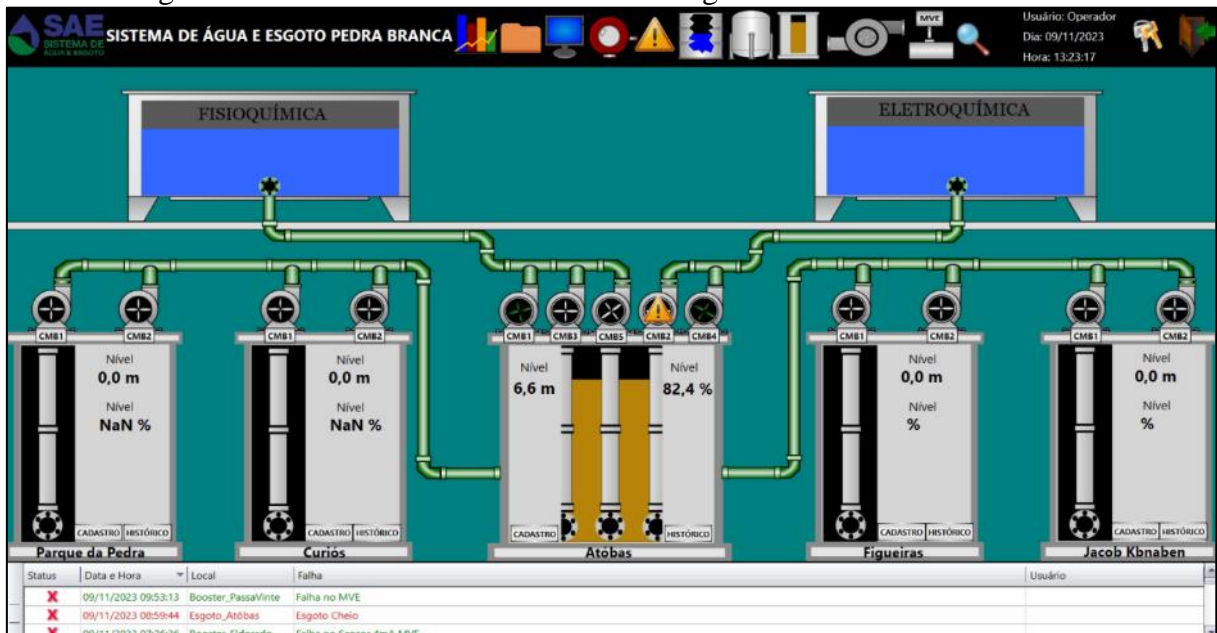 SAE
SISTEMA DE
ÁGUA E ESGOTO
SISTEMA DE ÁGUA E ESGOTO PEDRA BRANCA
MVE
Usuário: Operador
Dia: 09/11/2023
Hora: 13:23:17
FISIOQUÍMICA
ELETROQUÍMICA
CMB1 CMB2 CMB1 CMB2 CMB1 CMB3 CMB5 CMB2 CMB4 CMB1 CMB2 CMB1 CMB2
Nível
0,0 m
Nível
NaN %
CADASTRO HISTÓRICO
Parque da Pedra
Nível
0,0 m
Nível
NaN %
CADASTRO HISTÓRICO
Curiós
Nível
6,6 m
Nível
82,4 %
CADASTRO HISTÓRICO
Atóbas
Nível
0,0 m
Nível
%
CADASTRO HISTÓRICO
Figueiras
Nível
0,0 m
Nível
%
CADASTRO HISTÓRICO
Jacob Kbnaben
Status Data e Hora Local Falha Usuário
09/11/2023 09:53:13 Booster_PassaVinte Falha no MVE
09/11/2023 08:59:44 Esgoto_Atôbas Esgoto Cheio